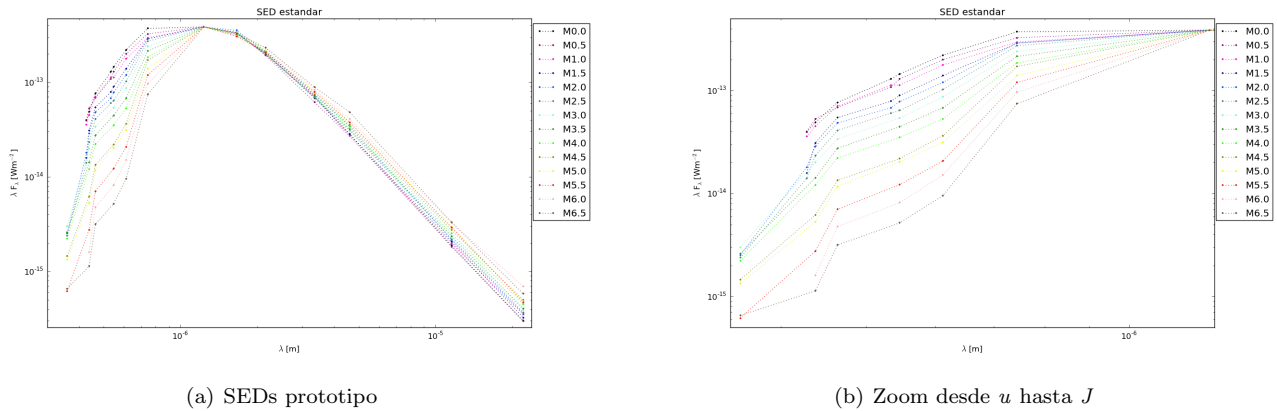 SED estandar
λ F_λ [Wm⁻²]
10⁻¹³
10⁻¹⁴
10⁻¹⁵
10⁻⁶
10⁻⁵
λ [m]
M0.0
M0.5
M1.0
M1.5
M2.0
M2.5
M3.0
M3.5
M4.0
M4.5
M5.0
M5.5
M6.0
M6.5
(a) SEDs prototipo
SED estandar
λ F_λ [Wm⁻²]
10⁻¹³
10⁻¹⁴
10⁻¹⁵
10⁻⁶
λ [m]
M0.0
M0.5
M1.0
M1.5
M2.0
M2.5
M3.0
M3.5
M4.0
M4.5
M5.0
M5.5
M6.0
M6.5
(b) Zoom desde u hasta J